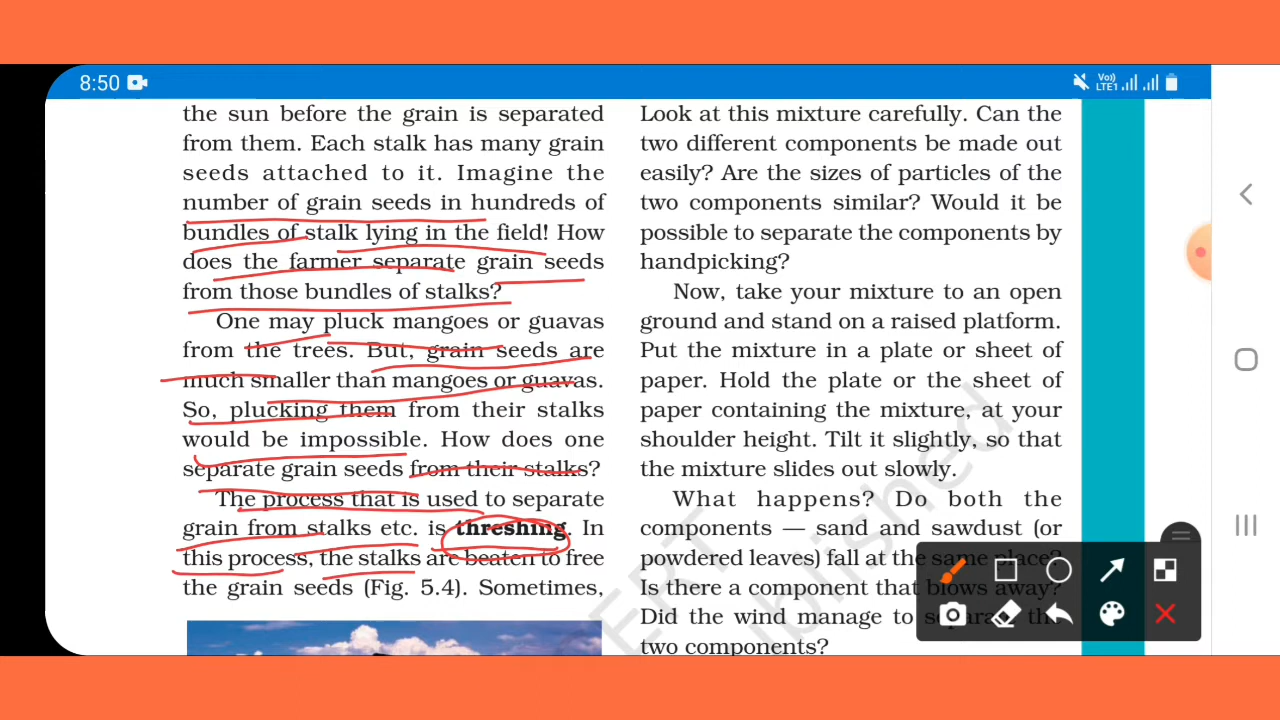 8:50
Vo))
LTE1
the sun before the grain is separated
from them. Each stalk has many grain
seeds attached to it. Imagine the
number of grain seeds in hundreds of
bundles of stalk lying in the field! How
does the farmer separate grain seeds
from those bundles of stalks?
One may pluck mangoes or guavas
from the trees. But, grain seeds are
much smaller than mangoes or guavas.
So, plucking them from their stalks
would be impossible. How does one
separate grain seeds from their stalks?
The process that is used to separate
grain from stalks etc. is threshing. In
this process, the stalks are beaten to free
the grain seeds (Fig. 5.4). Sometimes,
Look at this mixture carefully. Can the
two different components be made out
easily? Are the sizes of particles of the
two components similar? Would it be
possible to separate the components by
handpicking?
Now, take your mixture to an open
ground and stand on a raised platform.
Put the mixture in a plate or sheet of
paper. Hold the plate or the sheet of
paper containing the mixture, at your
shoulder height. Tilt it slightly, so that
the mixture slides out slowly.
What happens? Do both the
components — sand and sawdust (or
powdered leaves) fall at the same place?
Is there a component that blows away?
Did the wind manage to separate the
two components?